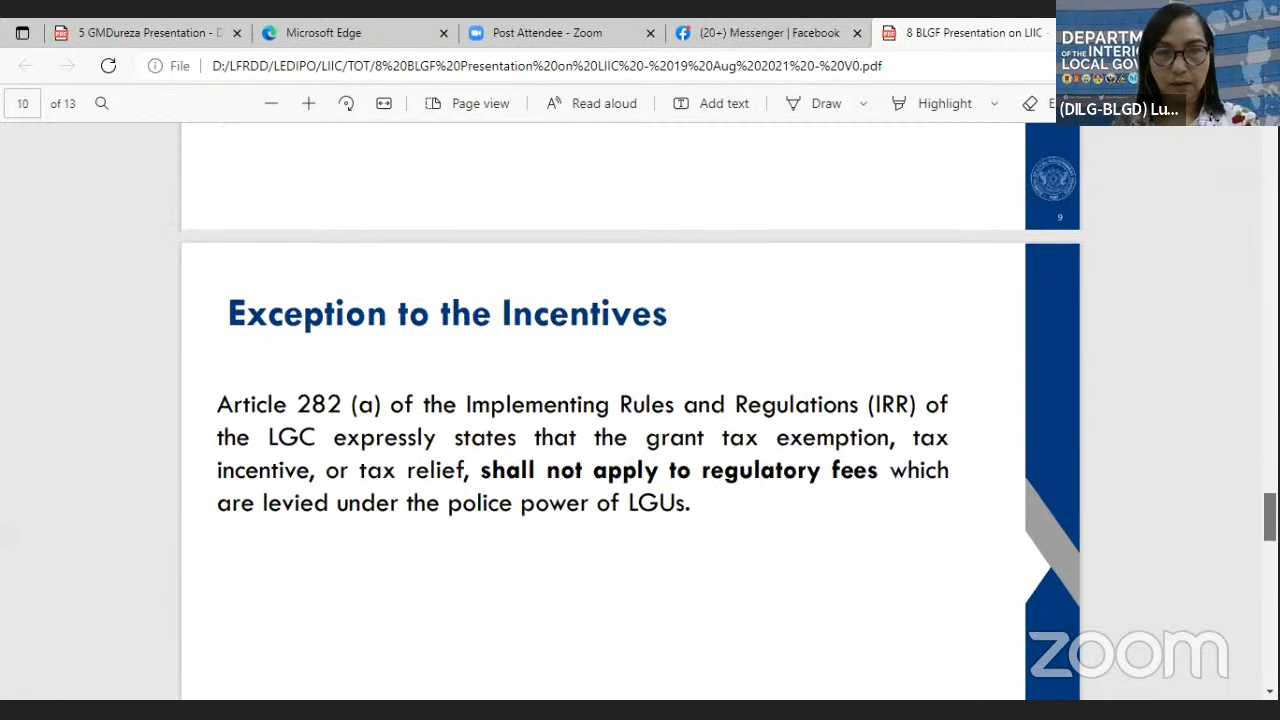 5 GMDureza Presentation - C
Microsoft Edge
Post Attendee - Zoom
(20+) Messenger | Facebook
8 BLGF Presentation on LIIC -
File
D:/LFRDD/LEDIPO/LIIC/TOT/8%20BLGF%20Presentation%20on%20LIIC%20-%2019%20Aug%202021%20-%20V0.pdf
10 of 13
Page view
Read aloud
Add text
Draw
Highlight
E
DEPARTM
OF THE INTERIO
LOCAL GOV
(DILG-BLGD) Lu...
9
Exception to the Incentives
Article 282 (a) of the Implementing Rules and Regulations (IRR) of
the LGC expressly states that the grant tax exemption, tax
incentive, or tax relief, shall not apply to regulatory fees which
are levied under the police power of LGUs.
zoom